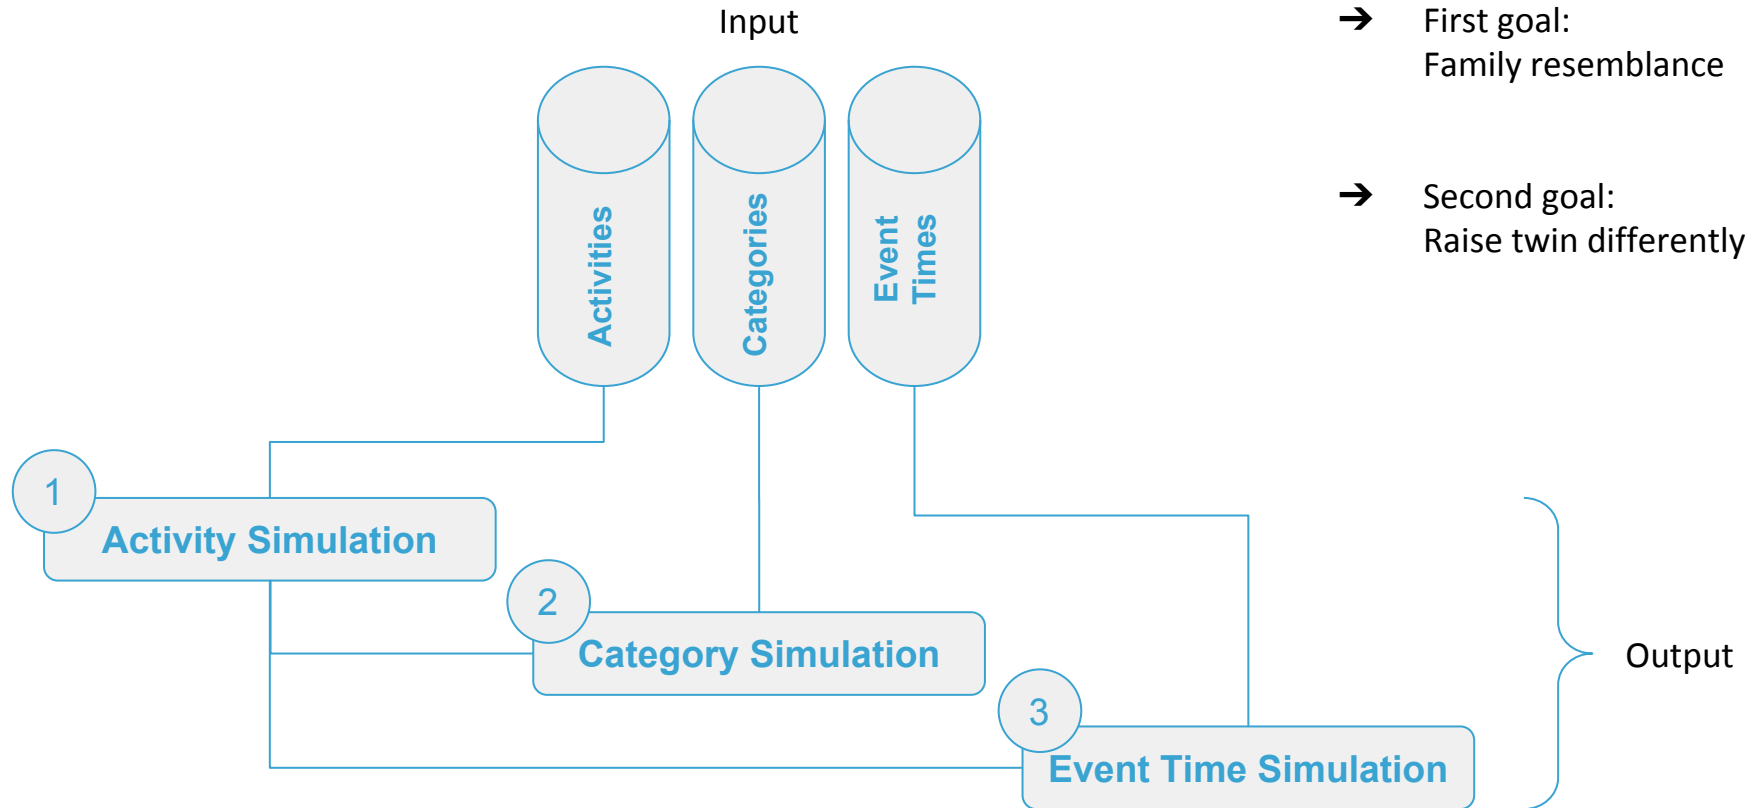 Input
➔ First goal:
Family resemblance
➔ Second goal:
Raise twin differently
Activities
Categories
Event
Times
1
Activity Simulation
2
Category Simulation
3
Event Time Simulation
Output